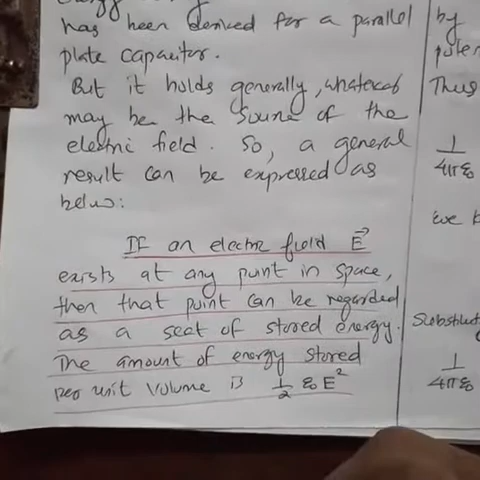 has been derived for a parallel
plate capacitor.
But it holds generally, whatever
may be the source of the
electric field. So, a general
result can be expressed as
below:
If an electric field E⃗
exists at any point in space,
then that point can be regarded
as a seat of stored energy.
The amount of energy stored
per unit volume is 1/2 ε₀ E²
by
Thus
1/4πε₀
we
Substitut
1/4πε₀